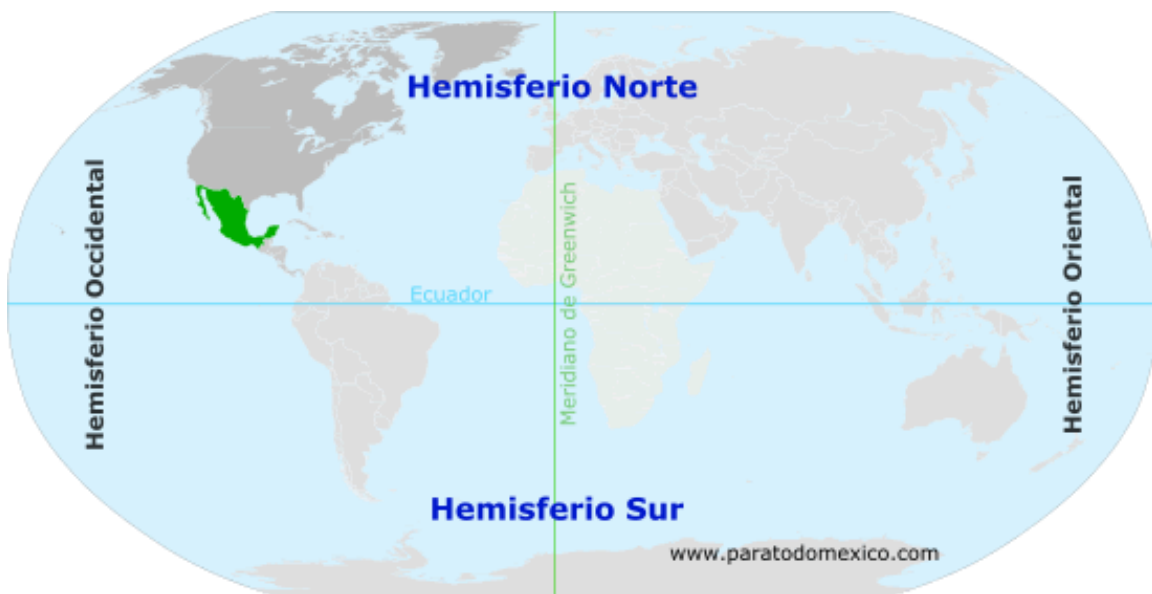 Hemisferio Norte
Hemisferio Occidental
Meridiano de Greenwich
Hemisferio Oriental
Ecuador
Hemisferio Sur
www.paratodomexico.com